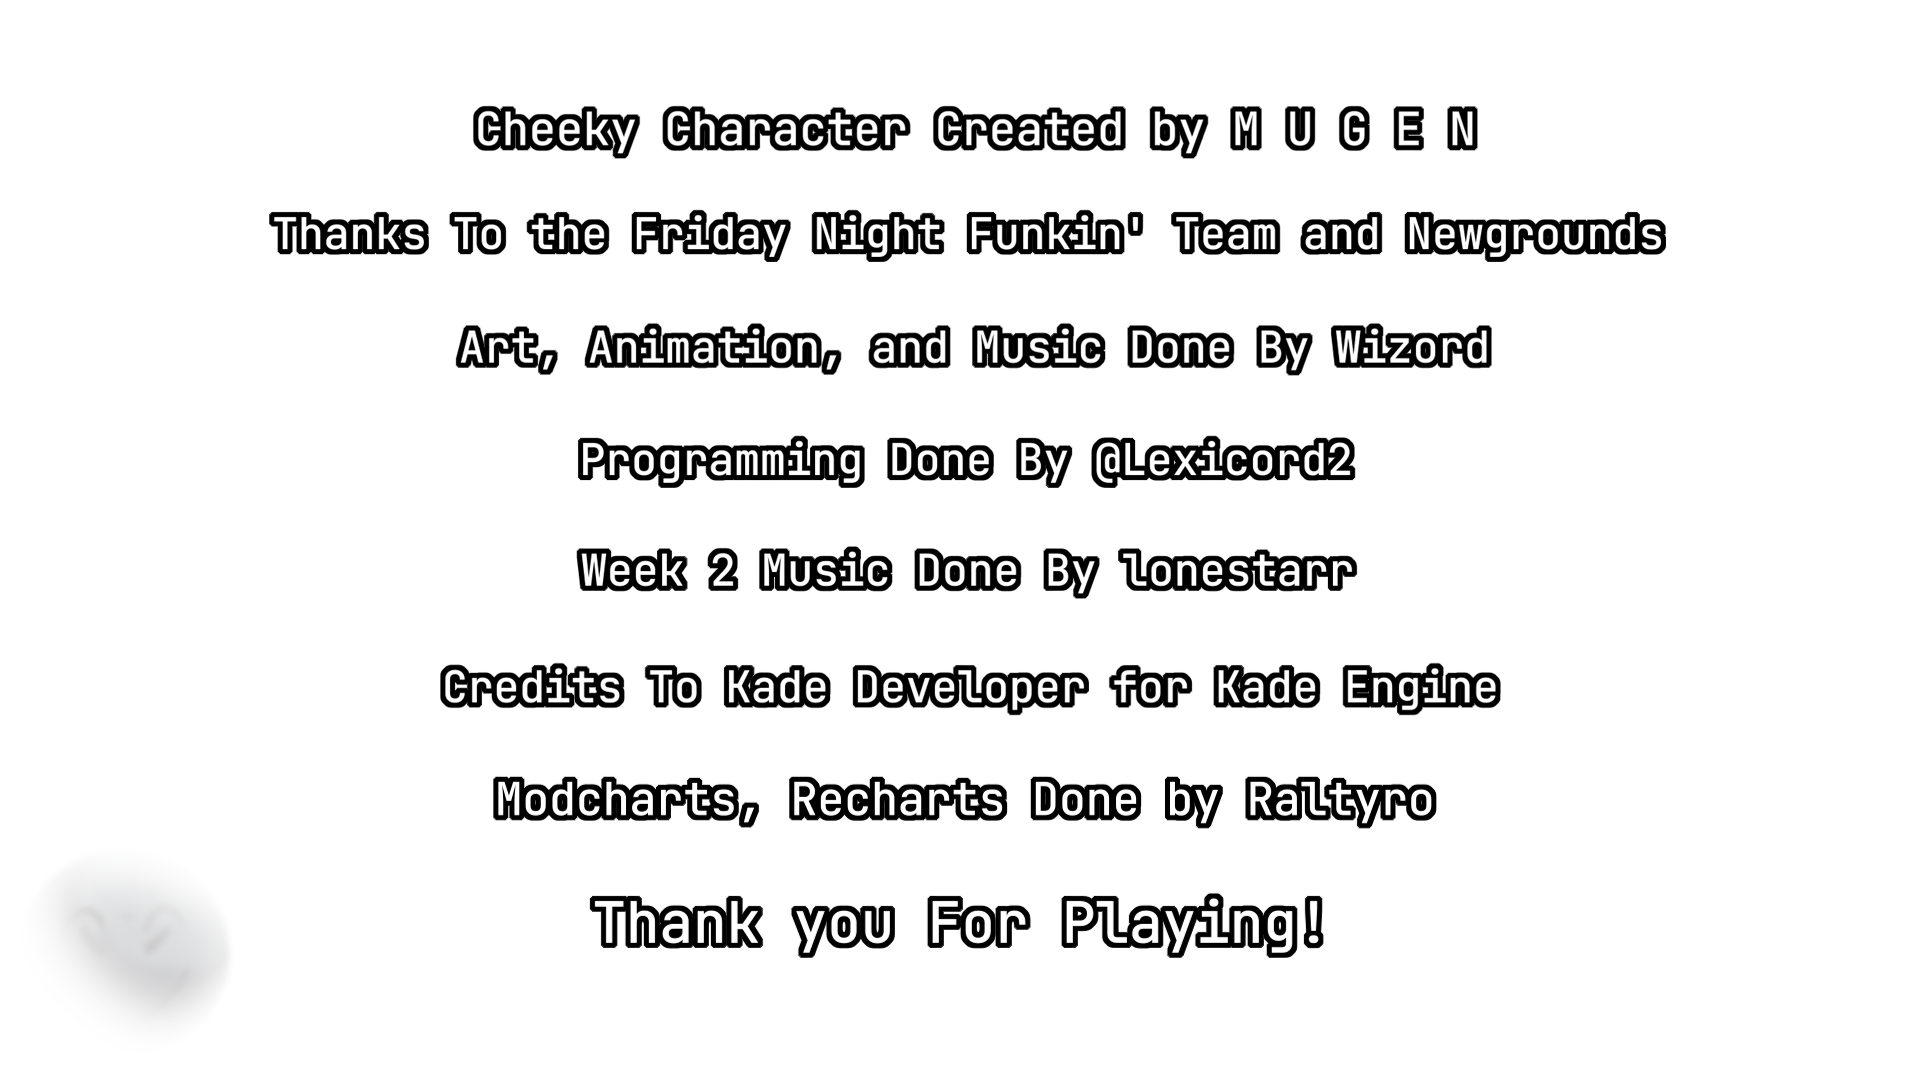 Cheeky Character Created by M U G E N
Thanks To the Friday Night Funkin' Team and Newgrounds
Art, Animation, and Music Done By Wizord
Programming Done By @Lexicord2
Week 2 Music Done By lonestarr
Credits To Kade Developer for Kade Engine
Modcharts, Recharts Done by Raltyro
Thank you For Playing!